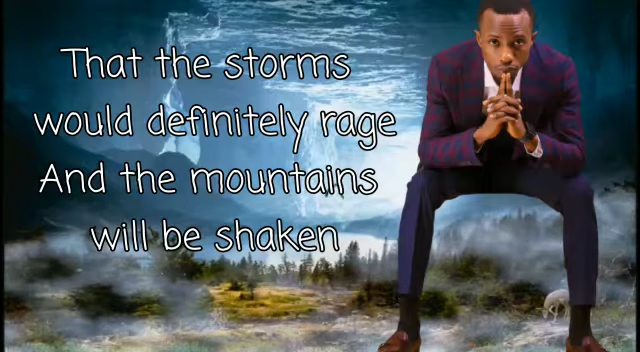 That the storms
would definitely rage
And the mountains
will be shaken